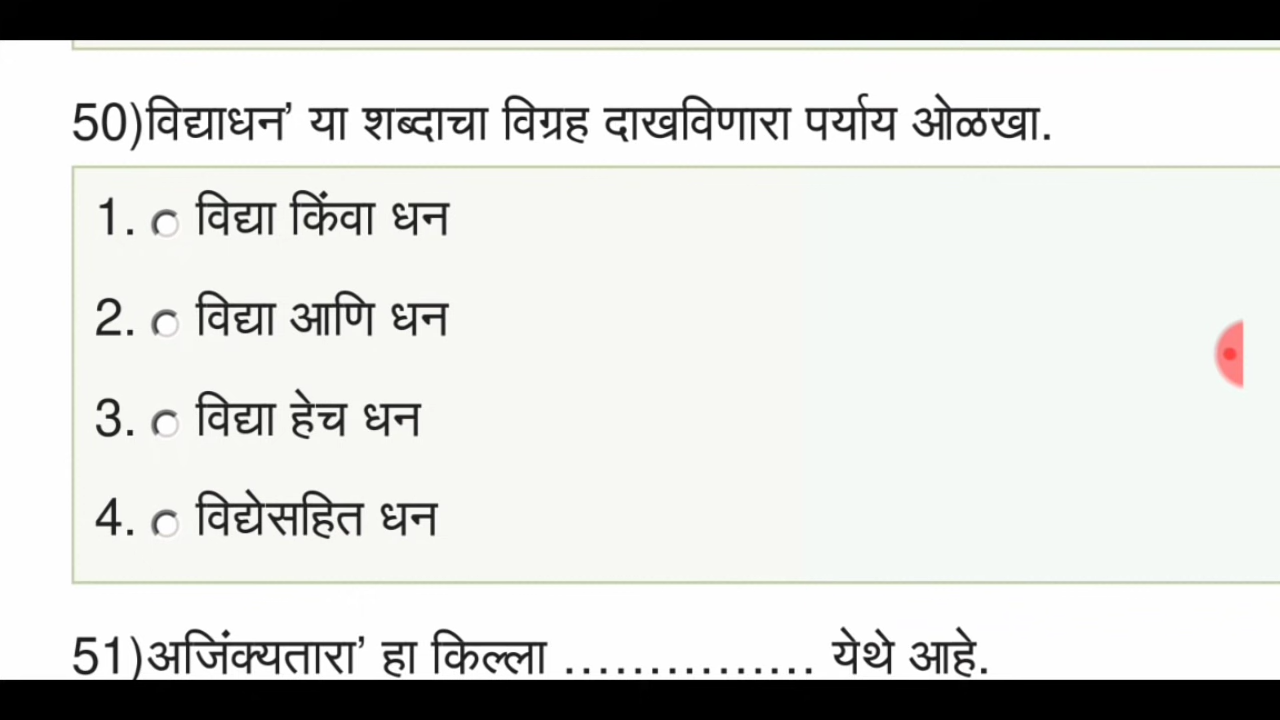 50)विद्याधन’ या शब्दाचा विग्रह दाखविणारा पर्याय ओळखा.
1. विद्या किंवा धन
2. विद्या आणि धन
3. विद्या हेच धन
4. विद्येसहित धन
51)अजिंक्यतारा’ हा किल्ला ............... येथे आहे.